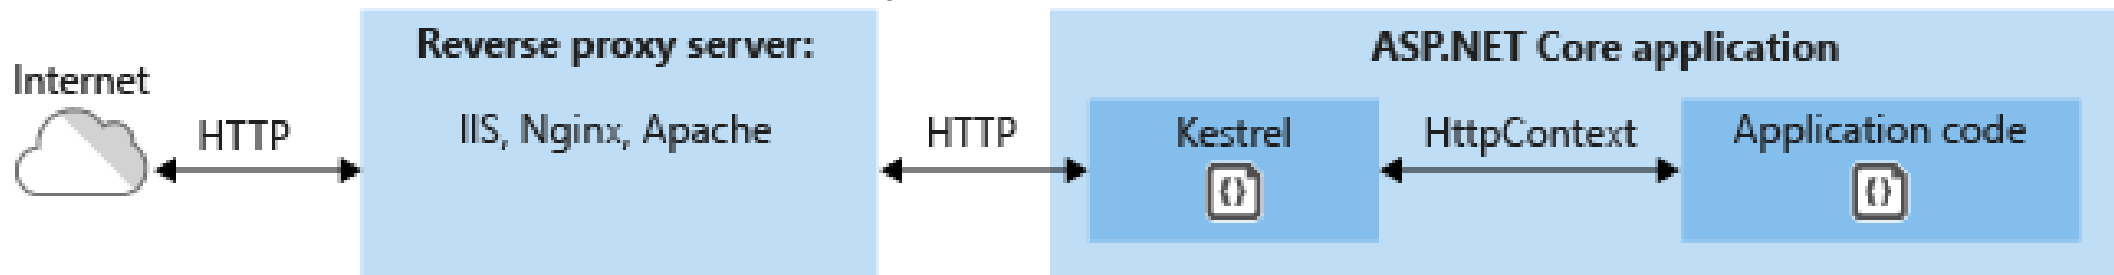 Internet
HTTP
Reverse proxy server:
IIS, Nginx, Apache
HTTP
ASP.NET Core application
Kestrel
{}
HttpContext
Application code
{}